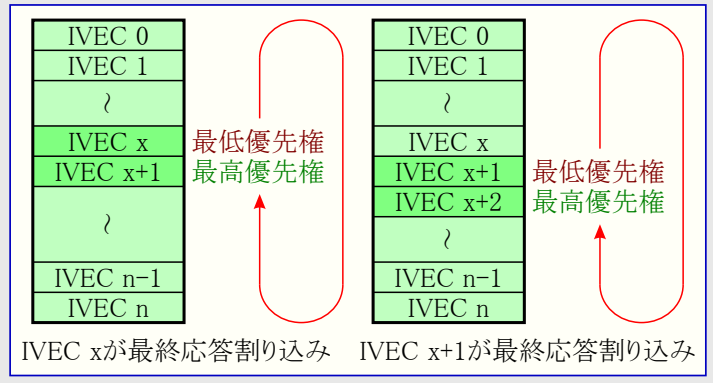 IVEC 0
IVEC 1
~
IVEC x 最低優先権
IVEC x+1 最高優先権
~
IVEC n-1
IVEC n
IVEC xが最終応答割り込み
IVEC 0
IVEC 1
~
IVEC x
IVEC x+1 最低優先権
IVEC x+2 最高優先権
~
IVEC n-1
IVEC n
IVEC x+1が最終応答割り込み